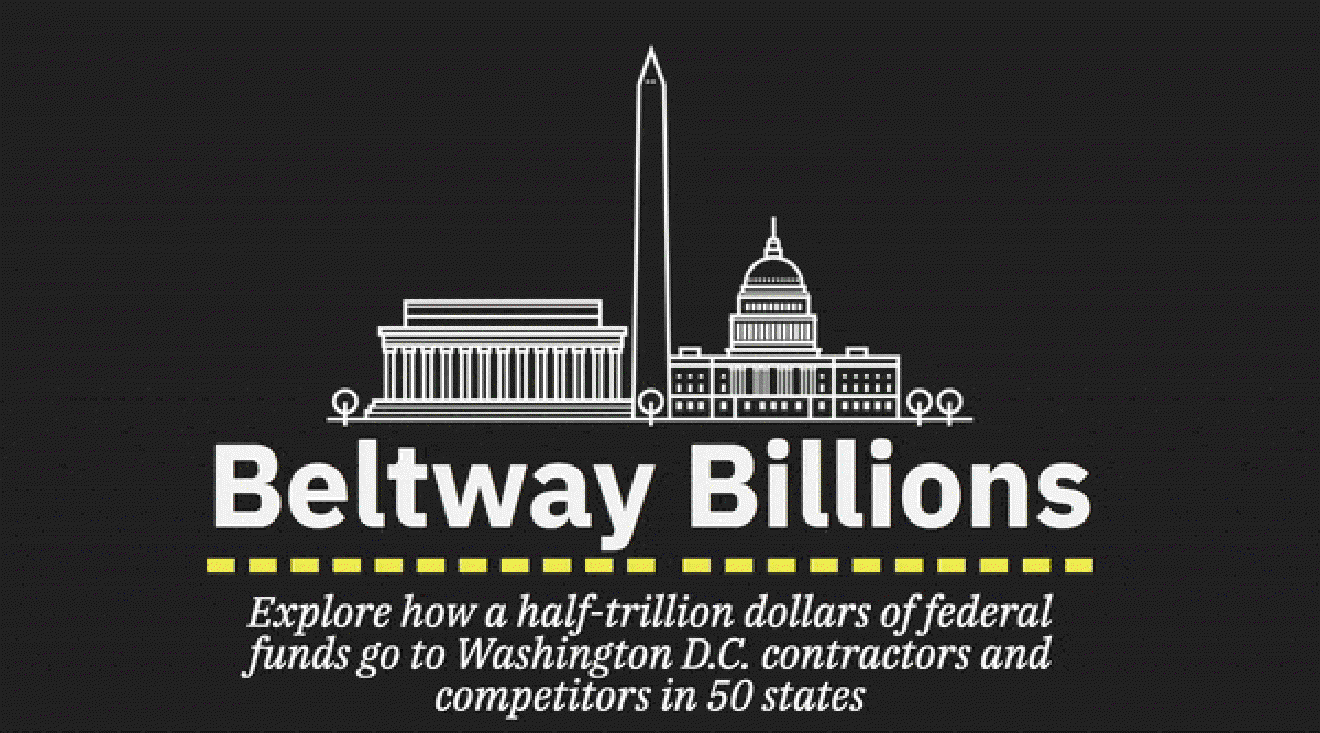 Beltway Billions
Explore how a half-trillion dollars of federal
funds go to Washington D.C. contractors and
competitors in 50 states